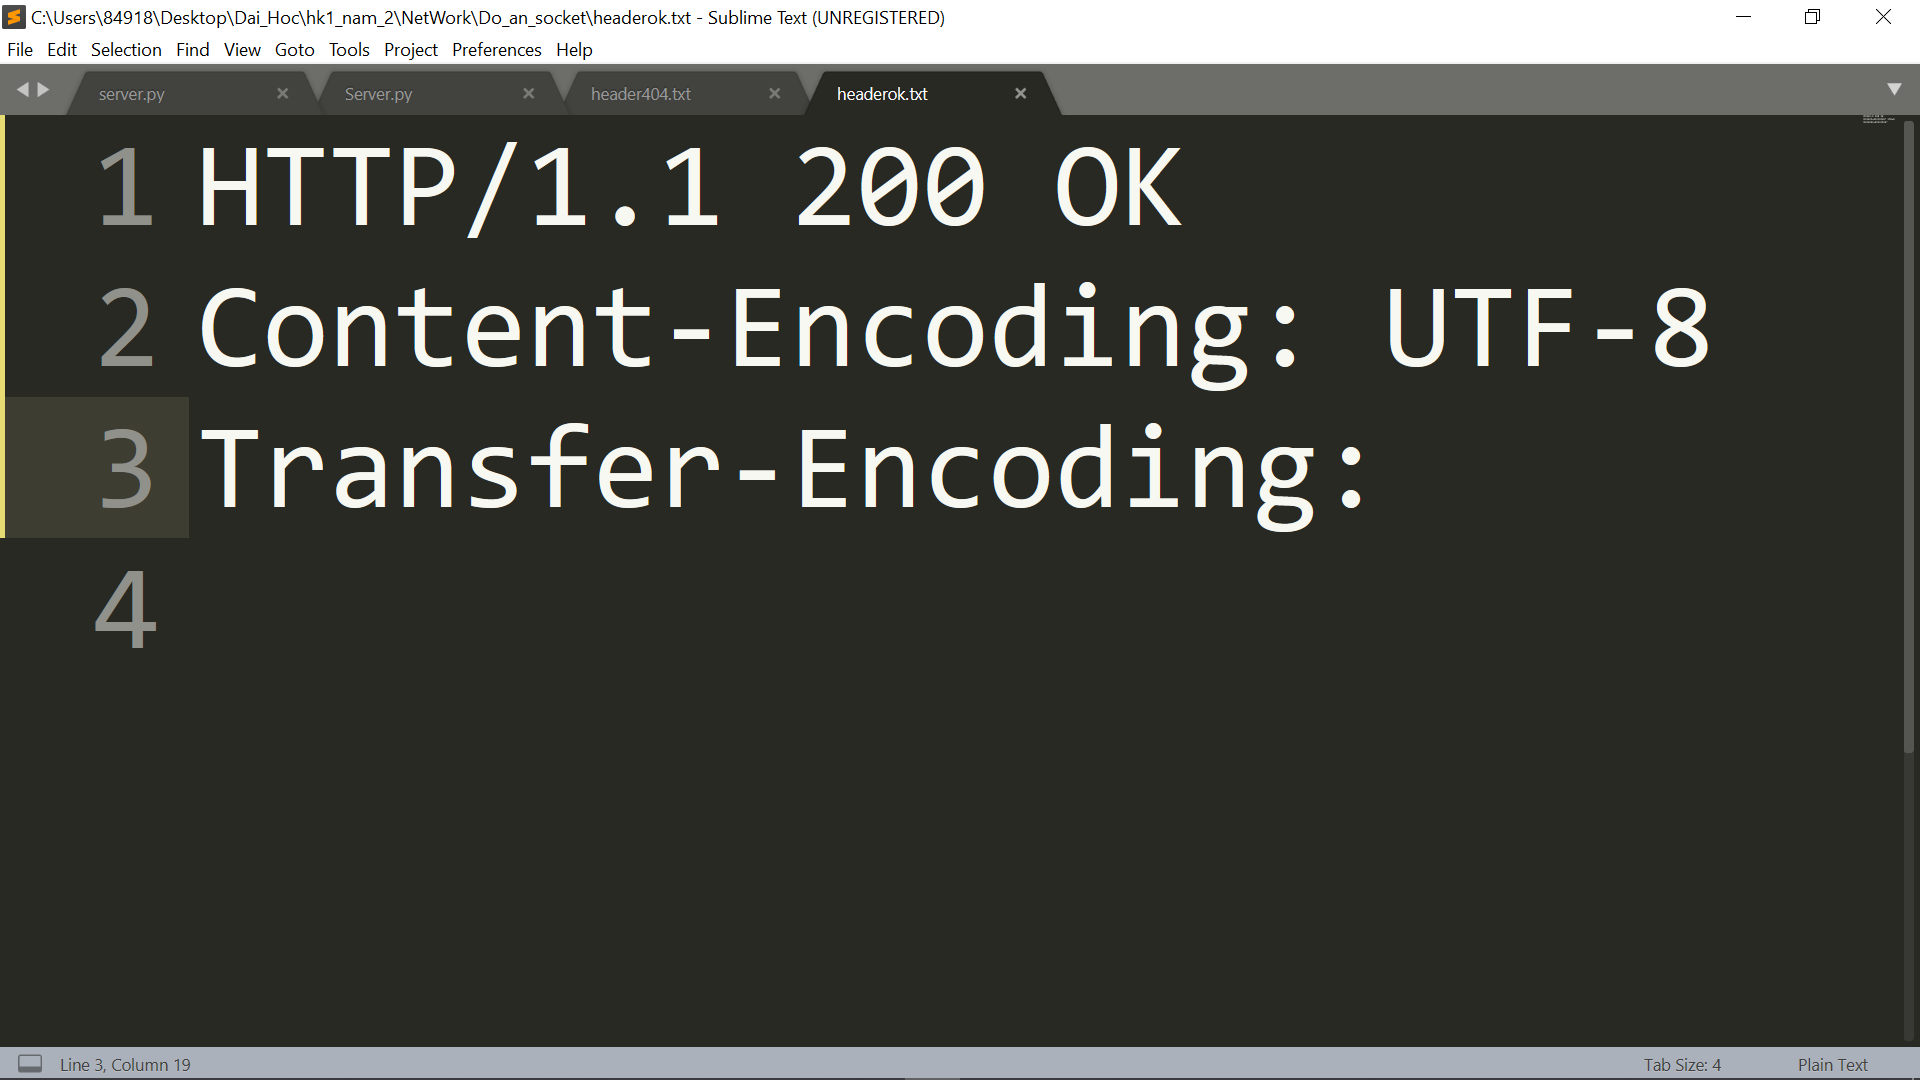 C:\Users\84918\Desktop\Dai_Hoc\hk1_nam_2\NetWork\Do_an_socket\headerok.txt - Sublime Text (UNREGISTERED)
File Edit Selection Find View Goto Tools Project Preferences Help
server.py Server.py header404.txt headerok.txt
1 HTTP/1.1 200 OK
2 Content-Encoding: UTF-8
3 Transfer-Encoding:
4
Line 3, Column 19 Tab Size: 4 Plain Text